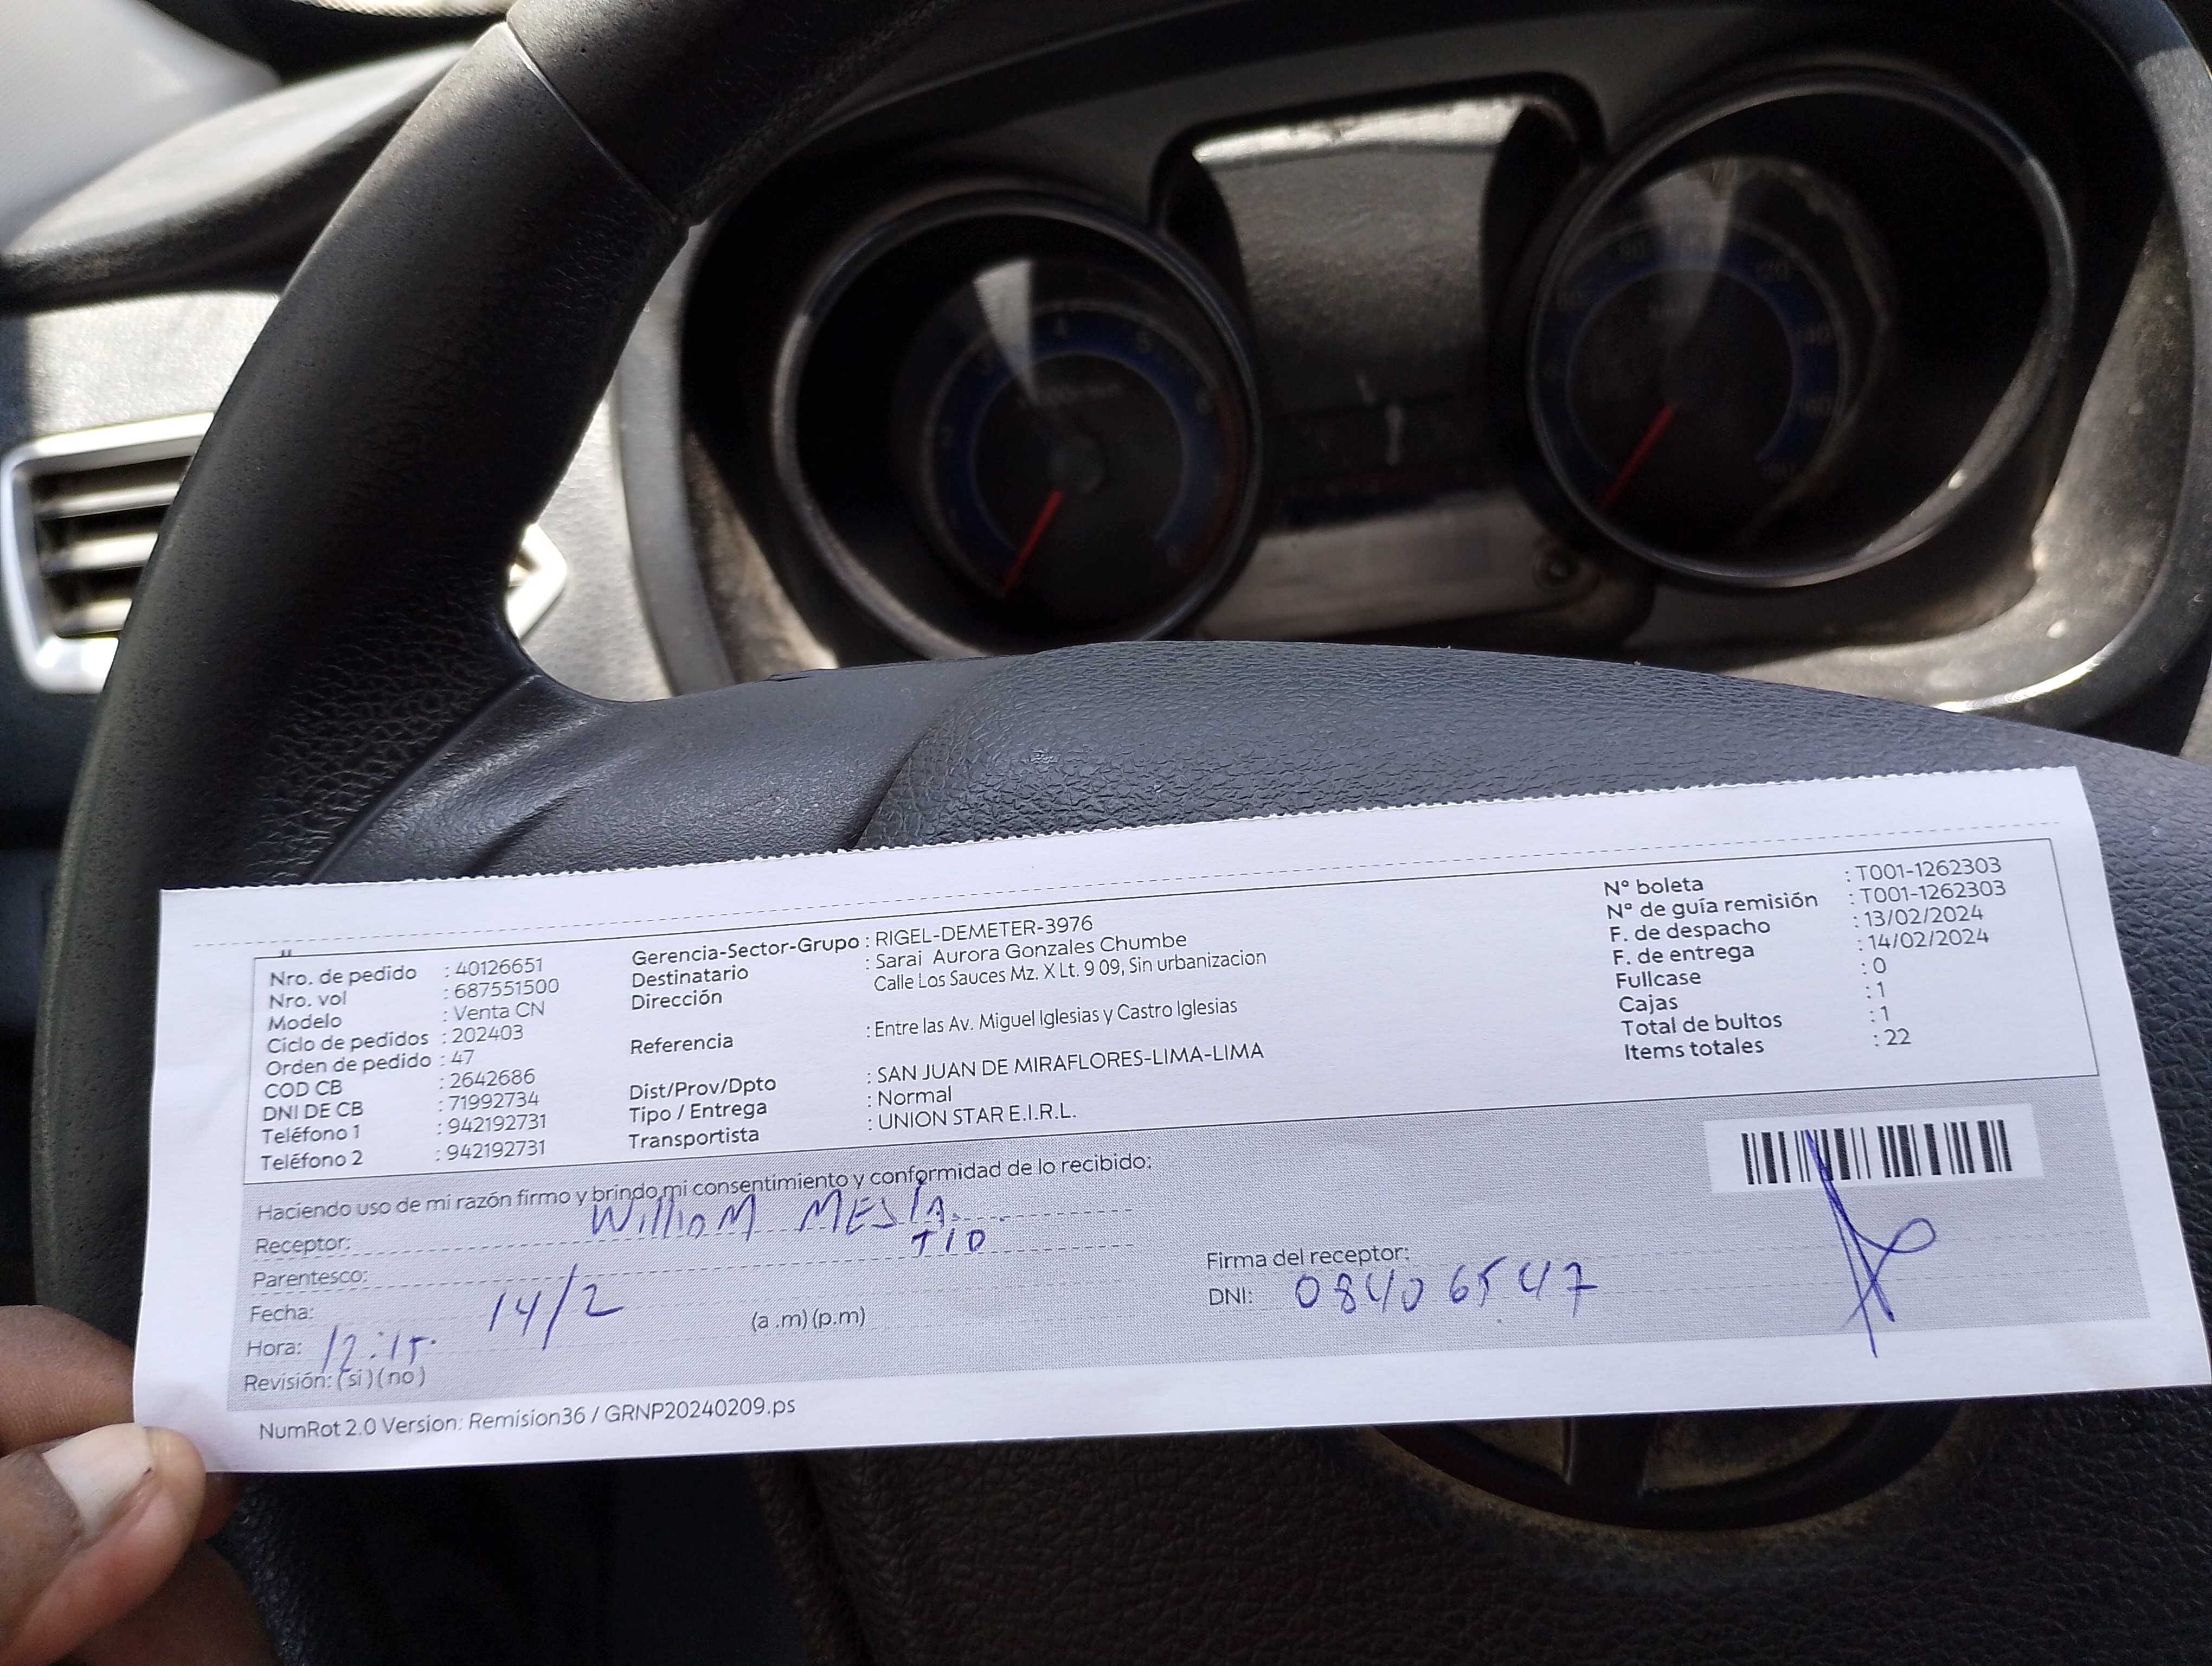 Nro. de pedido : 40126651
Nro. vol : 687551500
Modelo : Venta CN
Ciclo de pedidos : 202403
Orden de pedido : 47
COD CB : 2642686
DNI DE CB : 71992734
Teléfono 1 : 942192731
Teléfono 2 : 942192731
Gerencia-Sector-Grupo : RIGEL-DEMETER-3976
Destinatario : Sarai Aurora Gonzales Chumbe
Dirección Calle Los Sauces Mz. X Lt. 9 09, Sin urbanizacion
Referencia : Entre las Av. Miguel Iglesias y Castro Iglesias
Dist/Prov/Dpto : SAN JUAN DE MIRAFLORES-LIMA-LIMA
Tipo / Entrega : Normal
Transportista : UNION STAR E.I.R.L.
N° boleta : T001-1262303
N° de guía remisión : T001-1262303
F. de despacho : 13/02/2024
F. de entrega : 14/02/2024
Fullcase : 0
Cajas : 1
Total de bultos : 1
Items totales : 22
Haciendo uso de mi razón firmo y brindo mi consentimiento y conformidad de lo recibido:
Receptor: William MESIA.
Parentesco: TIO
Fecha: 14/2
Hora: 12:15 (a .m) (p.m)
Revisión: (si) (no)
Firma del receptor:
DNI: 08406547
NumRot 2.0 Version: Remision36 / GRNP20240209.ps